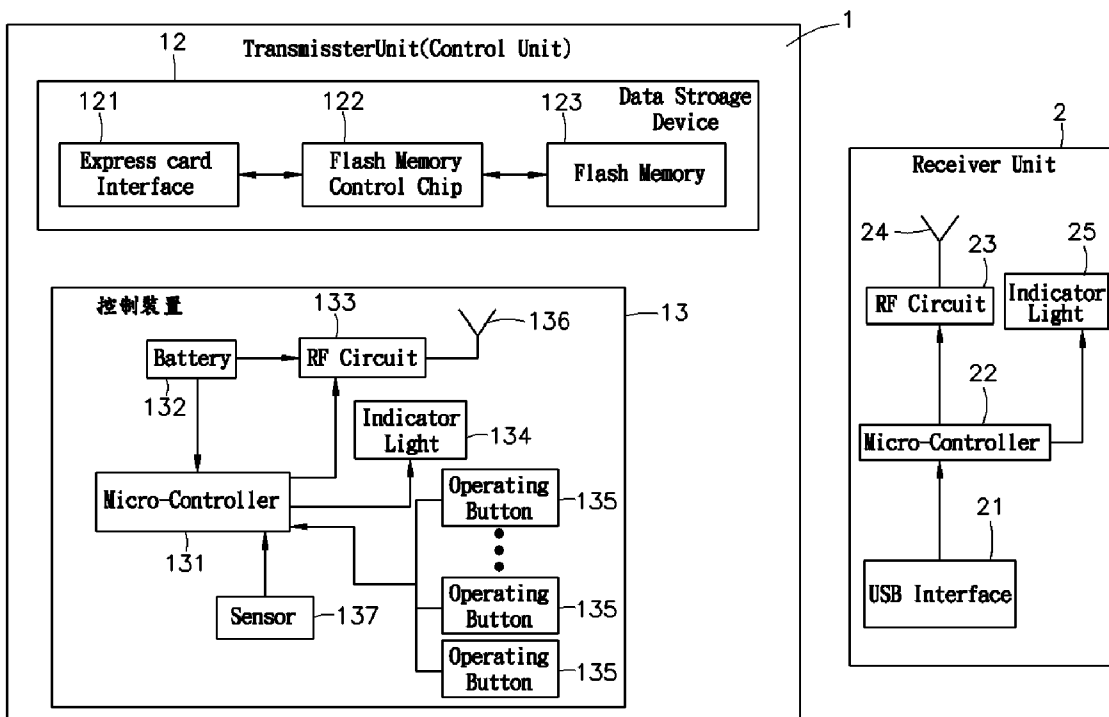 1
TransmissterUnit(Control Unit)
12
Data Stroage
Device
121
122
123
Express card
Interface
Flash Memory
Control Chip
Flash Memory
控制裝置
13
133
136
Battery
RF Circuit
132
Indicator
Light
134
Micro-Controller
131
Operating
Button
135
Operating
Button
135
Sensor
137
Operating
Button
135
2
Receiver Unit
24
23
25
RF Circuit
Indicator
Light
22
Micro-Controller
21
USB Interface